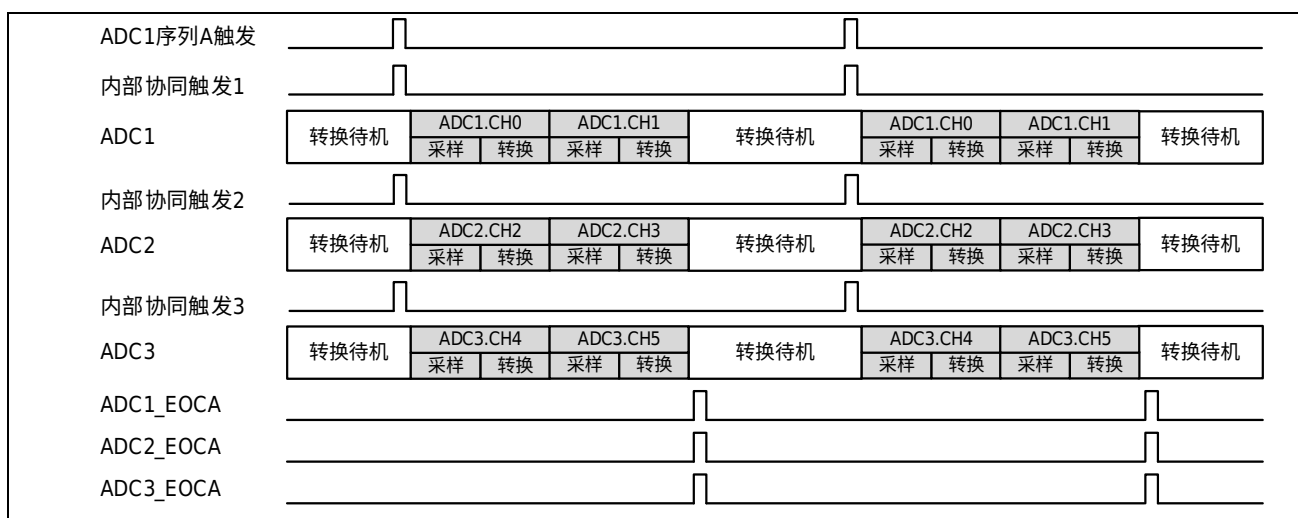 ADC1序列A触发
内部协同触发1
ADC1 转换待机 ADC1.CH0 ADC1.CH1 转换待机 ADC1.CH0 ADC1.CH1 转换待机
采样 转换 采样 转换 采样 转换 采样 转换
内部协同触发2
ADC2 转换待机 ADC2.CH2 ADC2.CH3 转换待机 ADC2.CH2 ADC2.CH3 转换待机
采样 转换 采样 转换 采样 转换 采样 转换
内部协同触发3
ADC3 转换待机 ADC3.CH4 ADC3.CH5 转换待机 ADC3.CH4 ADC3.CH5 转换待机
采样 转换 采样 转换 采样 转换 采样 转换
ADC1_EOCA
ADC2_EOCA
ADC3_EOCA